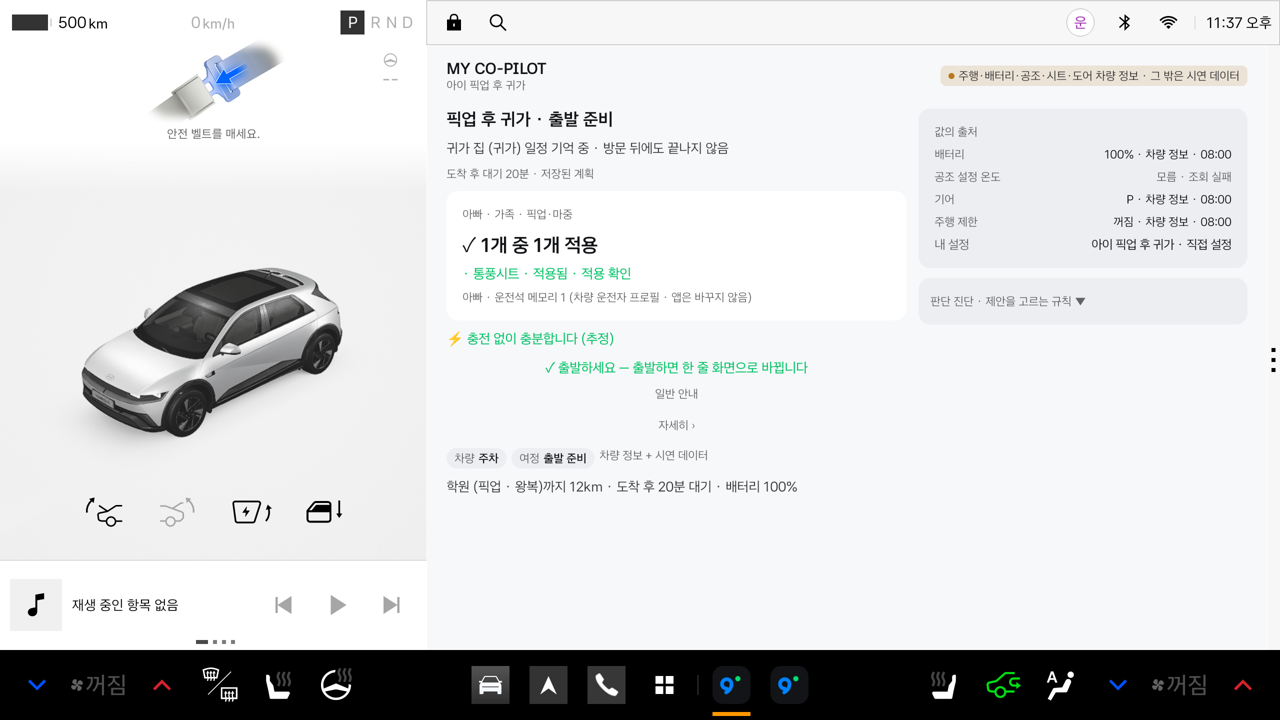 500 km
0 km/h
P R N D
안전 벨트를 매세요.
재생 중인 항목 없음
운
11:37 오후
MY CO-PILOT
아이 픽업 후 귀가
주행·배터리·공조·시트·도어 차량 정보 · 그 밖은 시연 데이터
픽업 후 귀가 · 출발 준비
귀가 집 (귀가) 일정 기억 중 · 방문 뒤에도 끝나지 않음
도착 후 대기 20분 · 저장된 계획
아빠 · 가족 · 픽업·마중
✓ 1개 중 1개 적용
· 통풍시트 · 적용됨 · 적용 확인
아빠 · 운전석 메모리 1 (차량 운전자 프로필 · 앱은 바꾸지 않음)
⚡ 충전 없이 충분합니다 (추정)
✓ 출발하세요 — 출발하면 한 줄 화면으로 바뀝니다
일반 안내
자세히 ›
차량 주차 여정 출발 준비 차량 정보 + 시연 데이터
학원 (픽업 · 왕복)까지 12km · 도착 후 20분 대기 · 배터리 100%
값의 출처
배터리 100% · 차량 정보 · 08:00
공조 설정 온도 모름 · 조회 실패
기어 P · 차량 정보 · 08:00
주행 제한 꺼짐 · 차량 정보 · 08:00
내 설정 아이 픽업 후 귀가 · 직접 설정
판단 진단 · 제안을 고르는 규칙 ▼
꺼짐
A
꺼짐